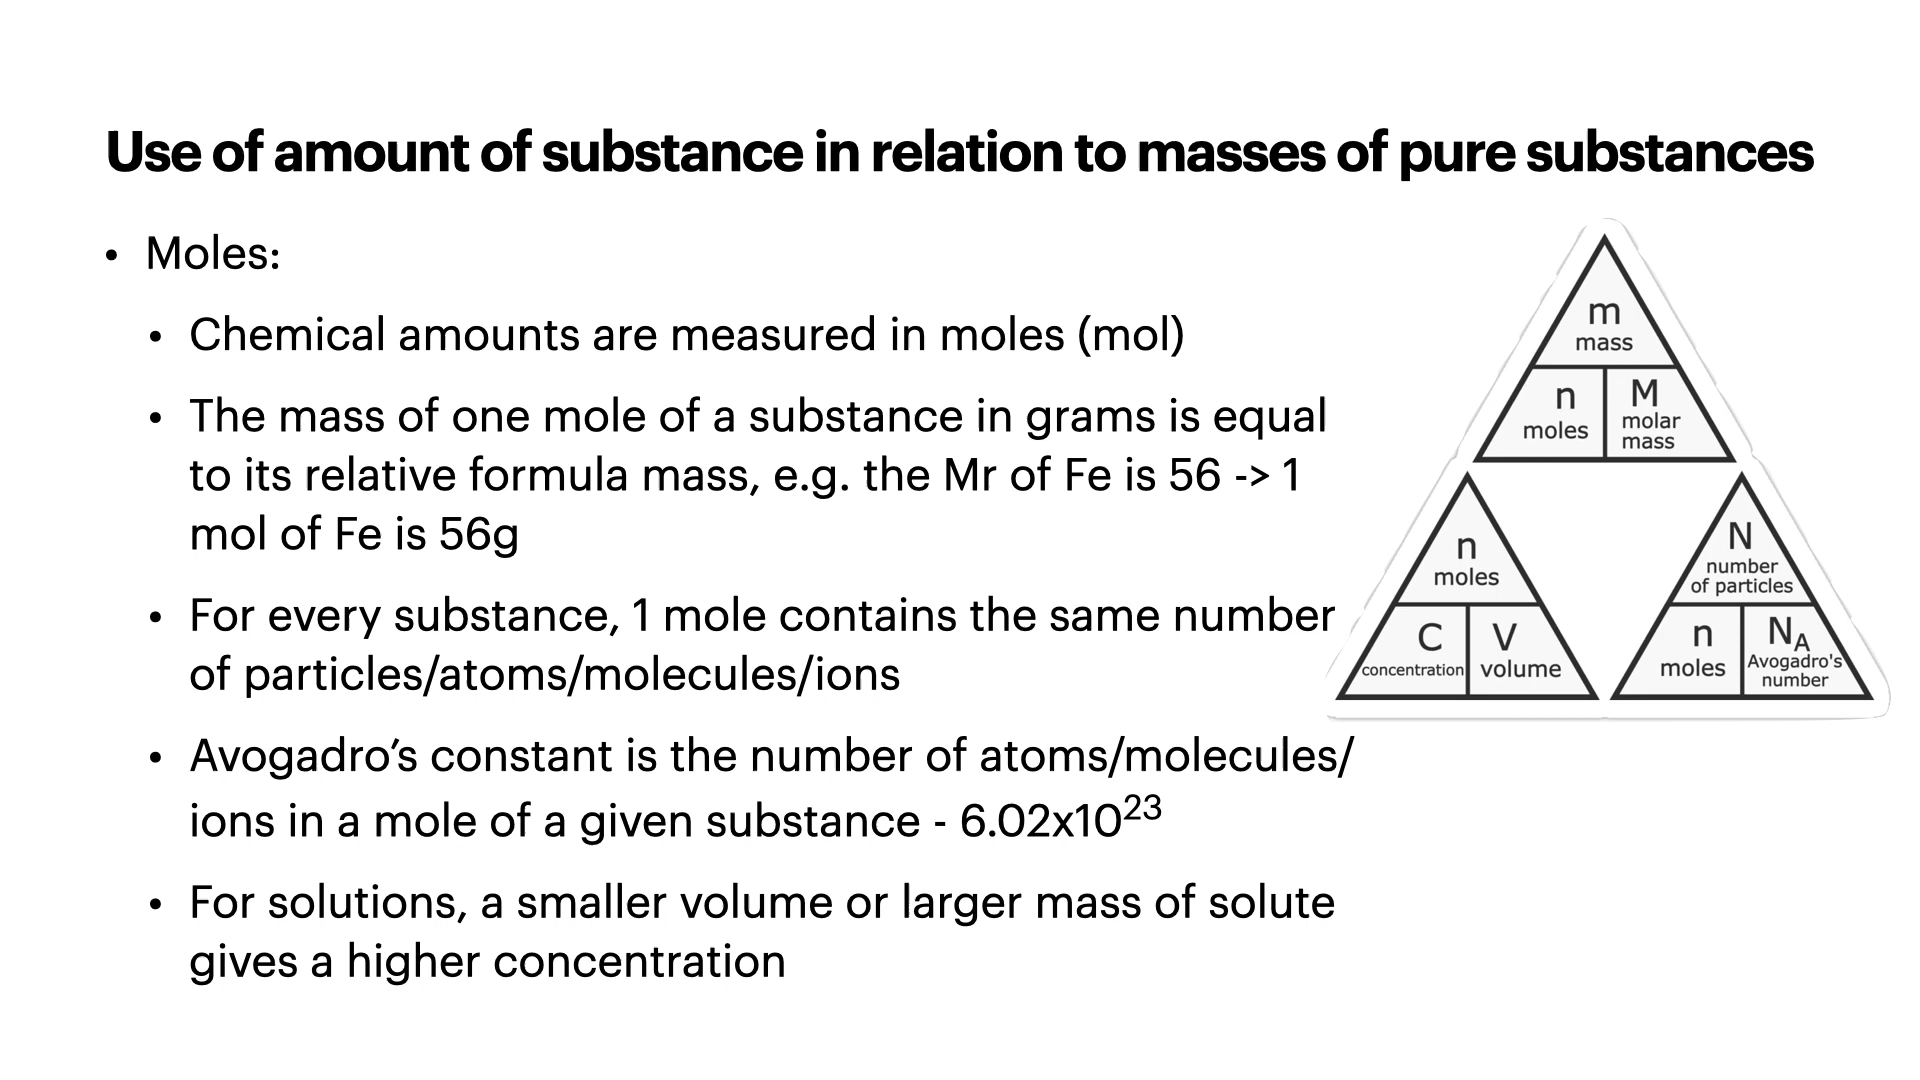 Use of amount of substance in relation to masses of pure substances
• Moles:
• Chemical amounts are measured in moles (mol)
• The mass of one mole of a substance in grams is equal
to its relative formula mass, e.g. the Mr of Fe is 56 -> 1
mol of Fe is 56g
• For every substance, 1 mole contains the same number
of particles/atoms/molecules/ions
• Avogadro’s constant is the number of atoms/molecules/
ions in a mole of a given substance - 6.02x10²³
• For solutions, a smaller volume or larger mass of solute
gives a higher concentration
m
mass
n
moles
M
molar
mass
n
moles
C
concentration
V
volume
N
number
of particles
n
moles
N_A
Avogadro's
number